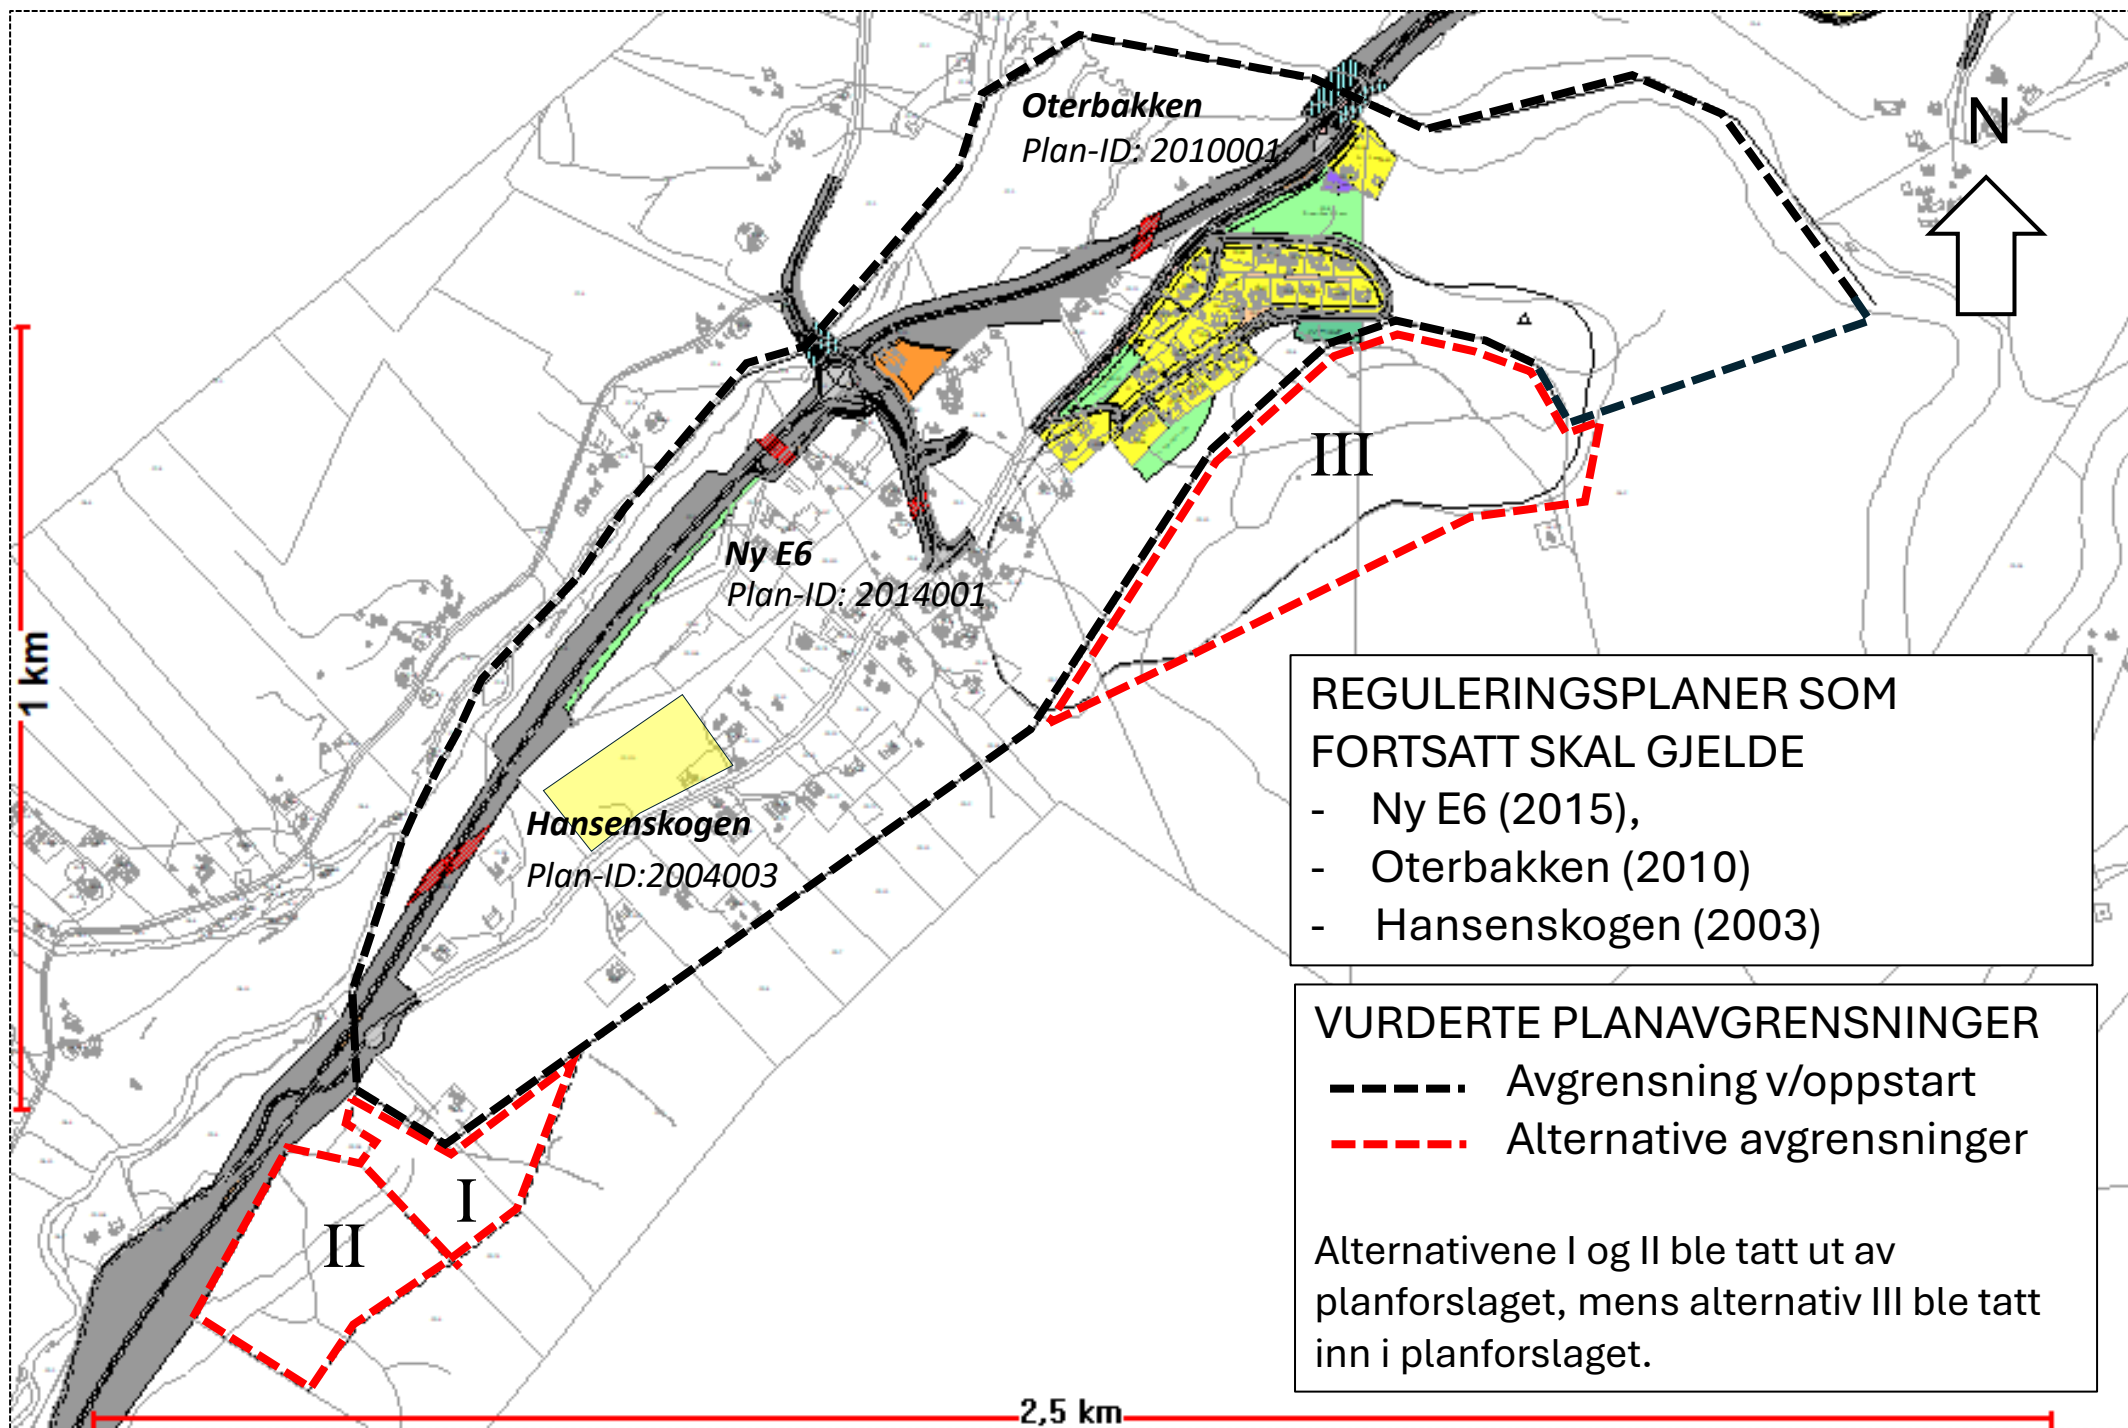 Oterbakken
Plan-ID: 2010001
N
III
Ny E6
Plan-ID: 2014001
1 km
Hansenskogen
Plan-ID:2004003
REGULERINGSPLANER SOM
FORTSATT SKAL GJELDE
- Ny E6 (2015),
- Oterbakken (2010)
- Hansenskogen (2003)
VURDERTE PLANAVGRENSNINGER
Avgrensning v/oppstart
Alternative avgrensninger
I
II
Alternativene I og II ble tatt ut av
planforslaget, mens alternativ III ble tatt
inn i planforslaget.
2,5 km